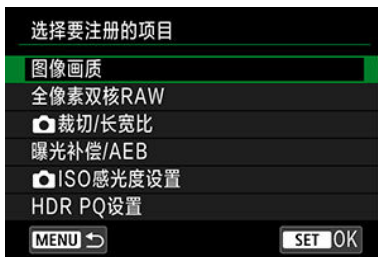 选择要注册的项目
图像画质
全像素双核RAW
裁切/长宽比
曝光补偿/AEB
ISO感光度设置
HDR PQ设置
MENU SET OK